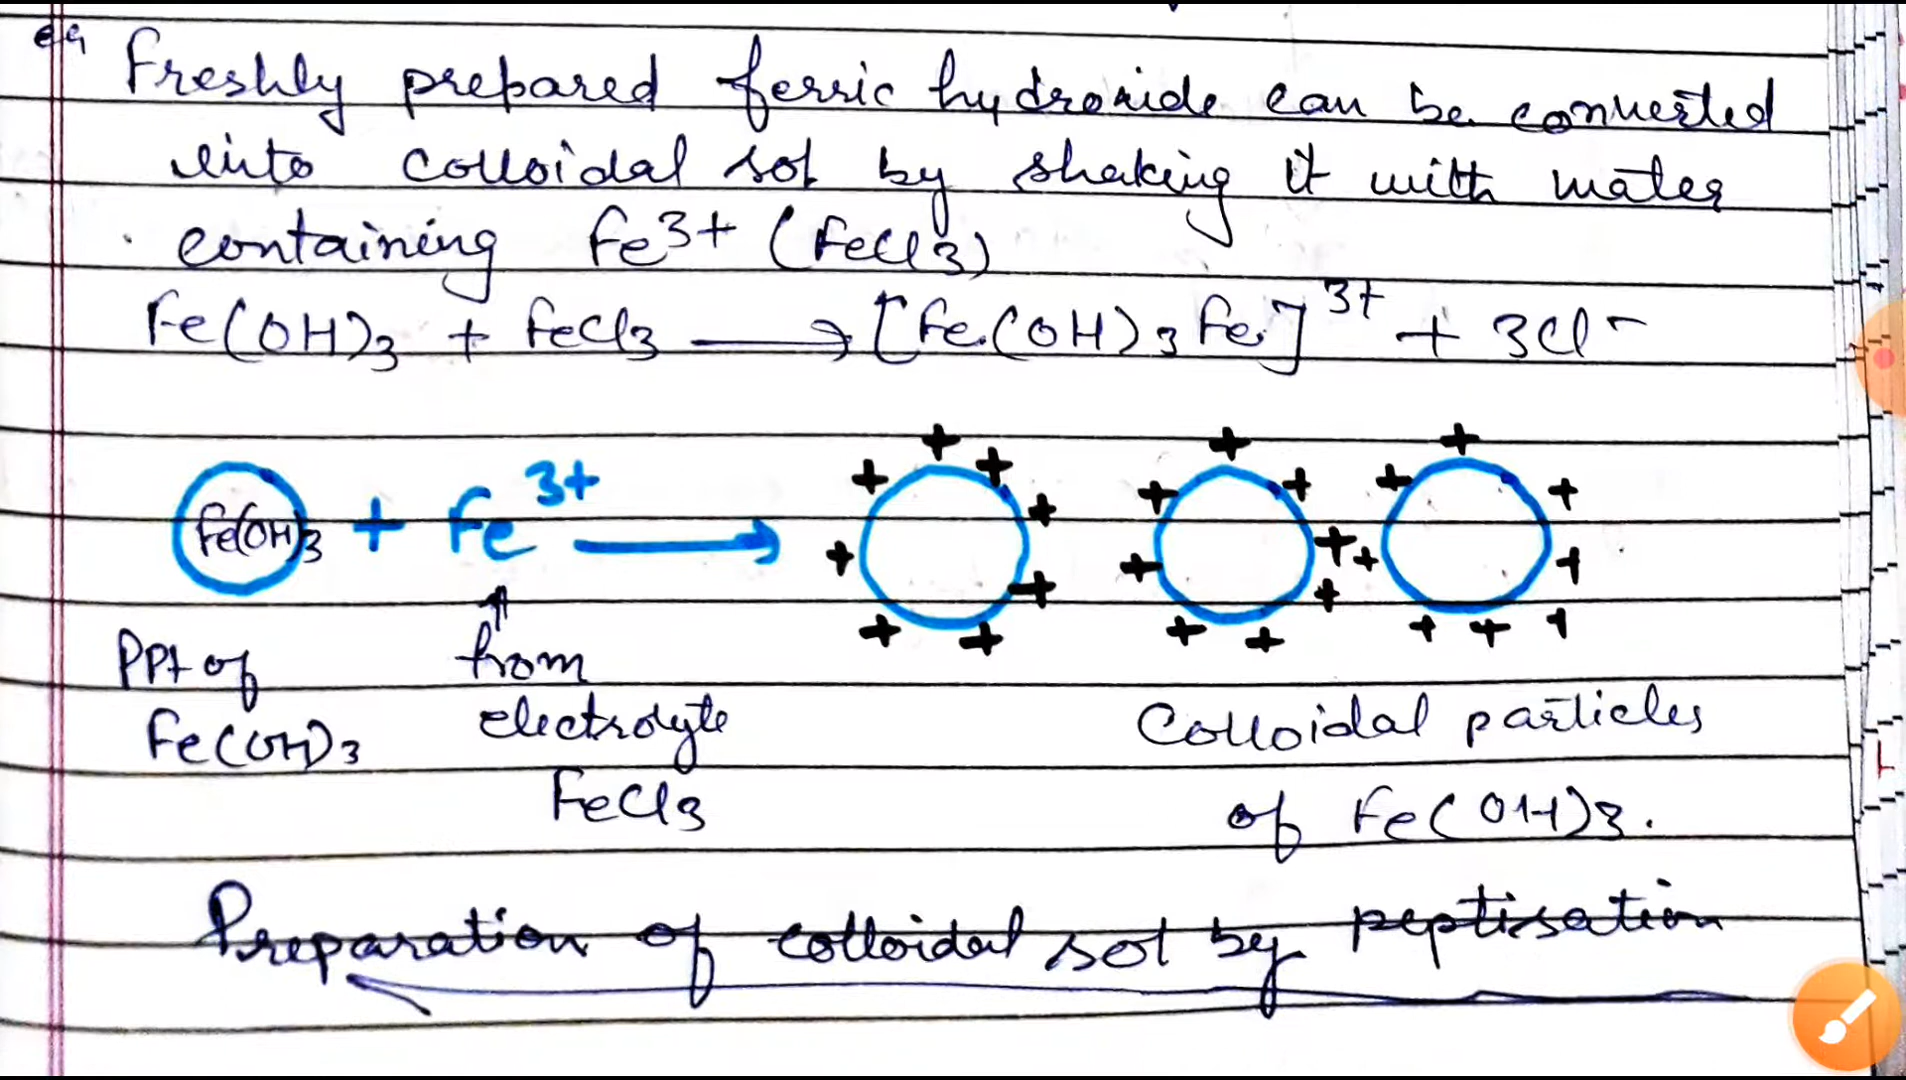 eg Freshly prepared ferric hydroxide can be converted
into colloidal sol by shaking it with water
containing Fe3+ (FeCl3)
Fe(OH)3 + FeCl3 ⟶ [Fe(OH)3Fe]3+ + 3Cl-
Fe(OH)3 + Fe3+ ⟶
+ + + + + + + +
+ + + + + + + +
+ + + + + + + +
PPt of Fe(OH)3
↑ from electrolyte FeCl3
Colloidal particles of Fe(OH)3.
Preparation of colloidal sol by peptisation